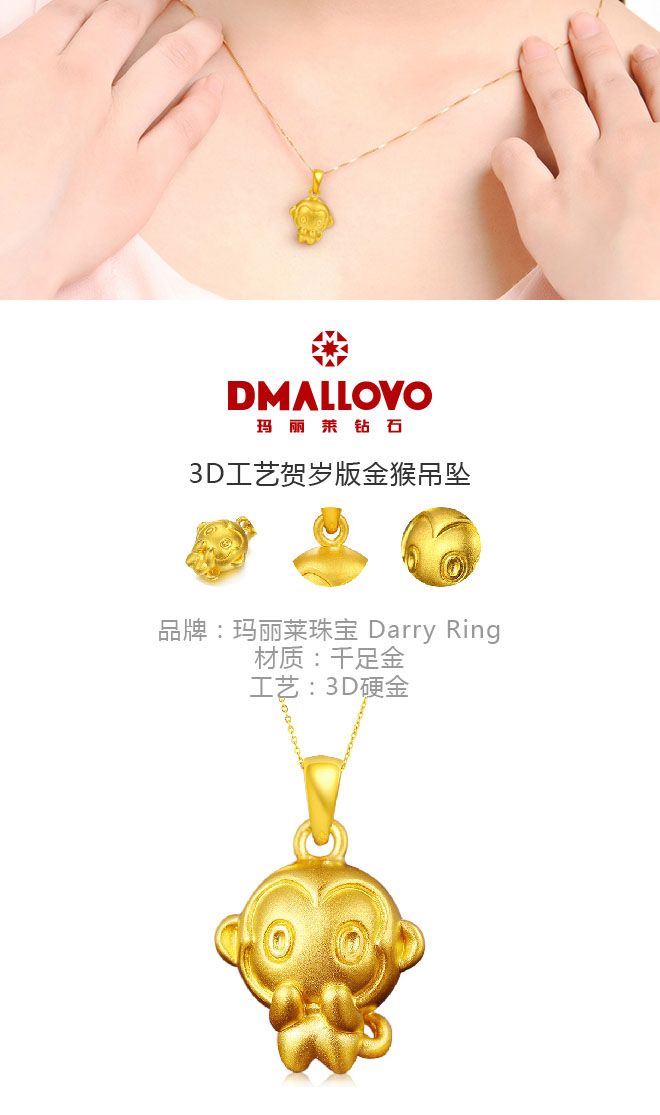 DMALLOVO
玛丽莱钻石
3D工艺贺岁版金猴吊坠
品牌：玛丽莱珠宝 Darry Ring
材质：千足金
工艺：3D硬金